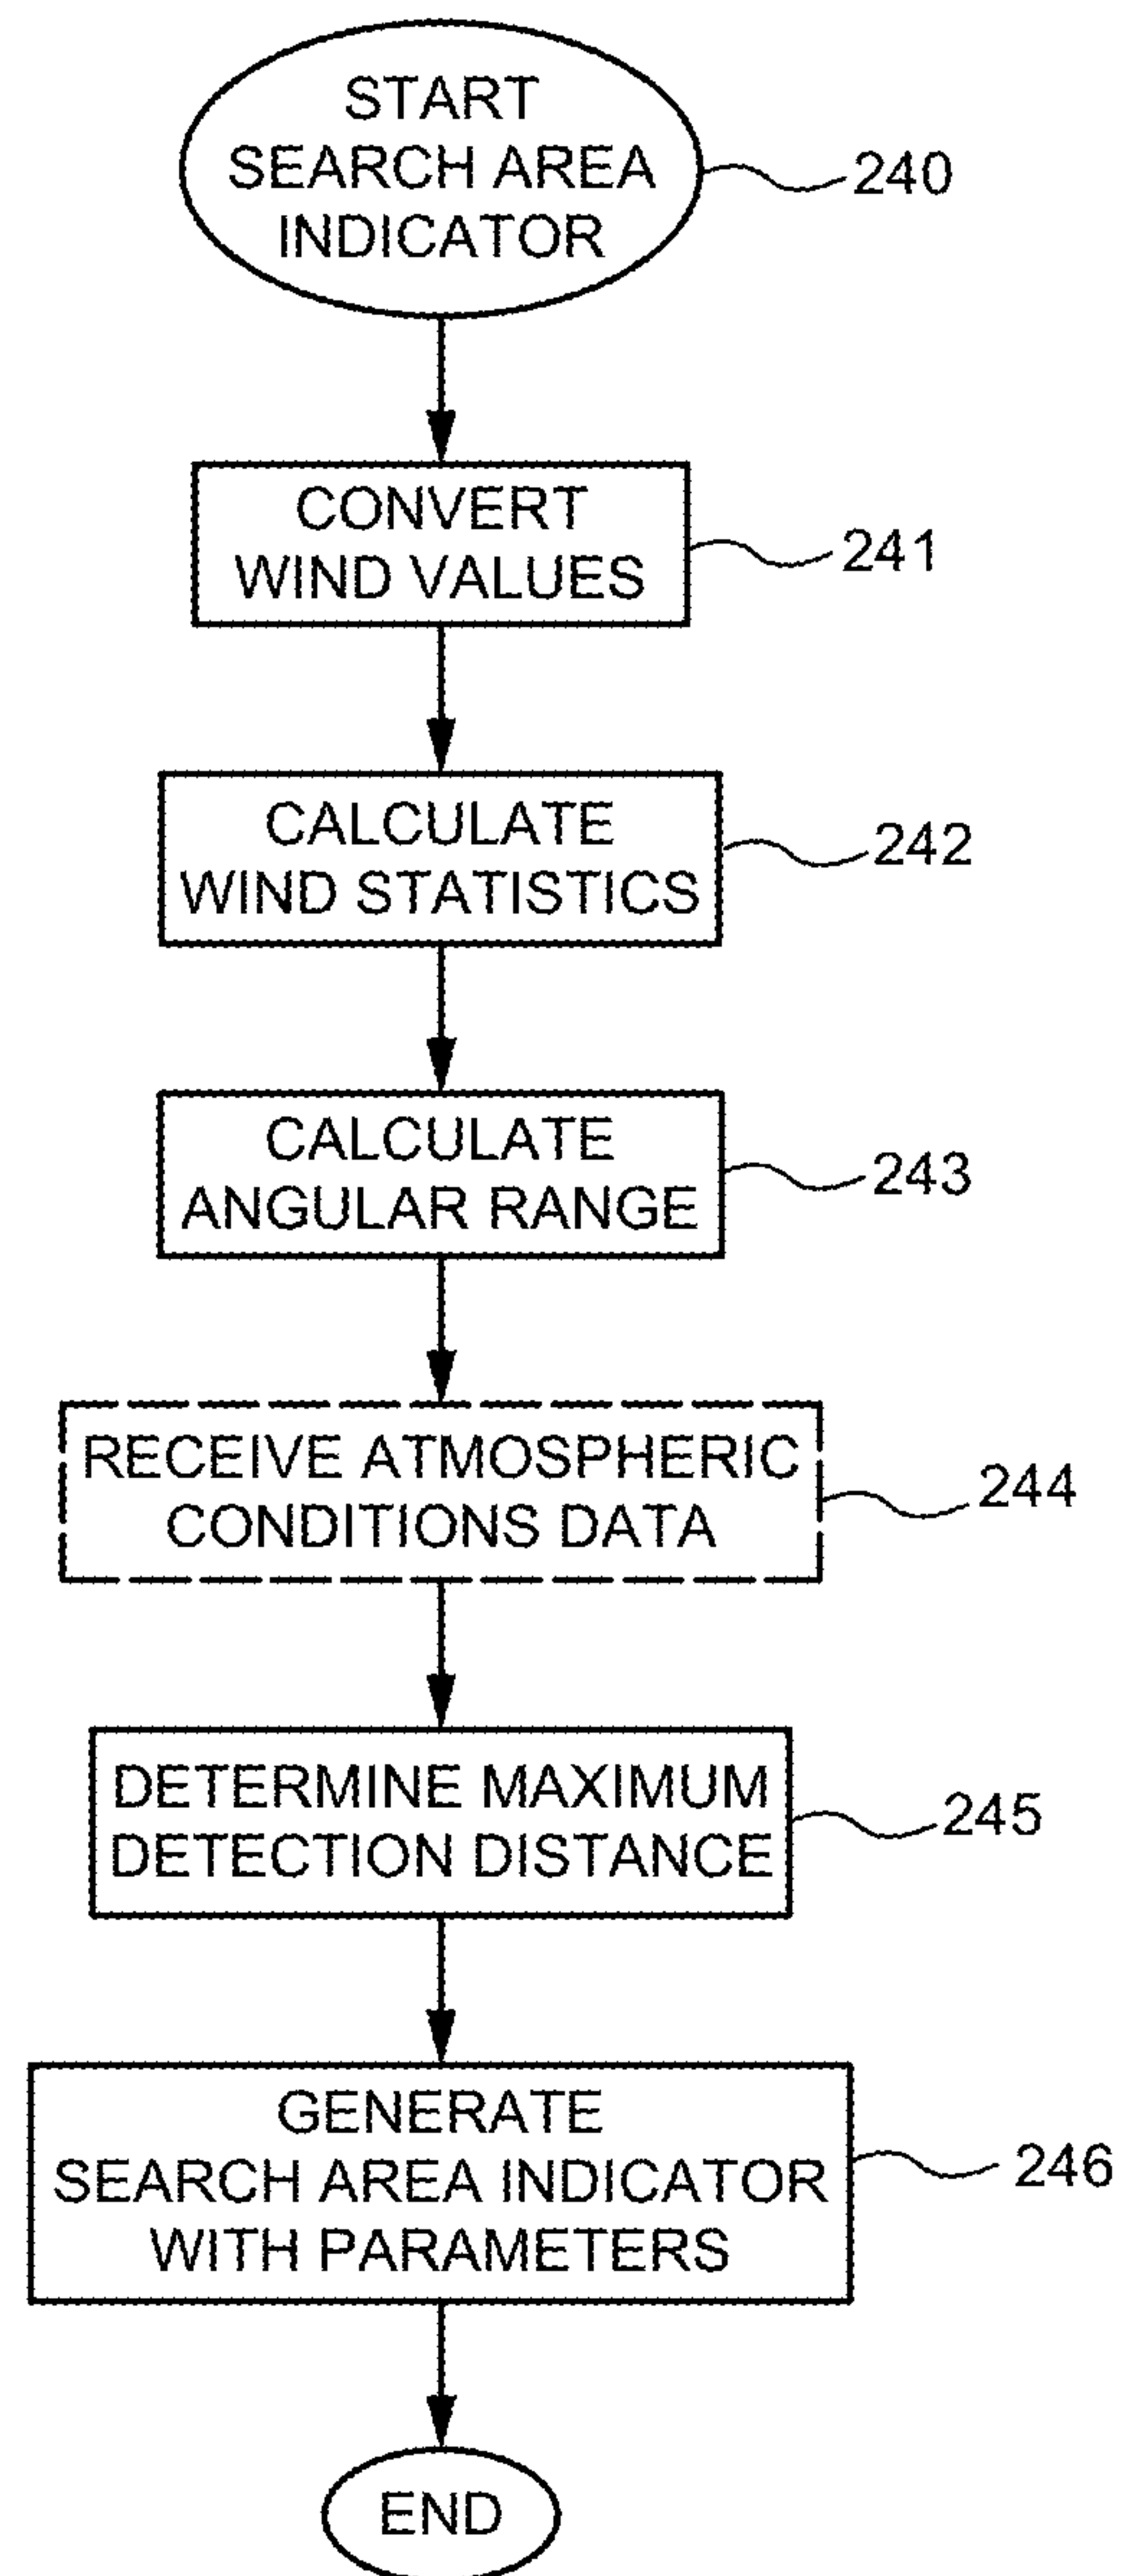 START
SEARCH AREA
INDICATOR
240
CONVERT
WIND VALUES
241
CALCULATE
WIND STATISTICS
242
CALCULATE
ANGULAR RANGE
243
RECEIVE ATMOSPHERIC
CONDITIONS DATA
244
DETERMINE MAXIMUM
DETECTION DISTANCE
245
GENERATE
SEARCH AREA INDICATOR
WITH PARAMETERS
246
END